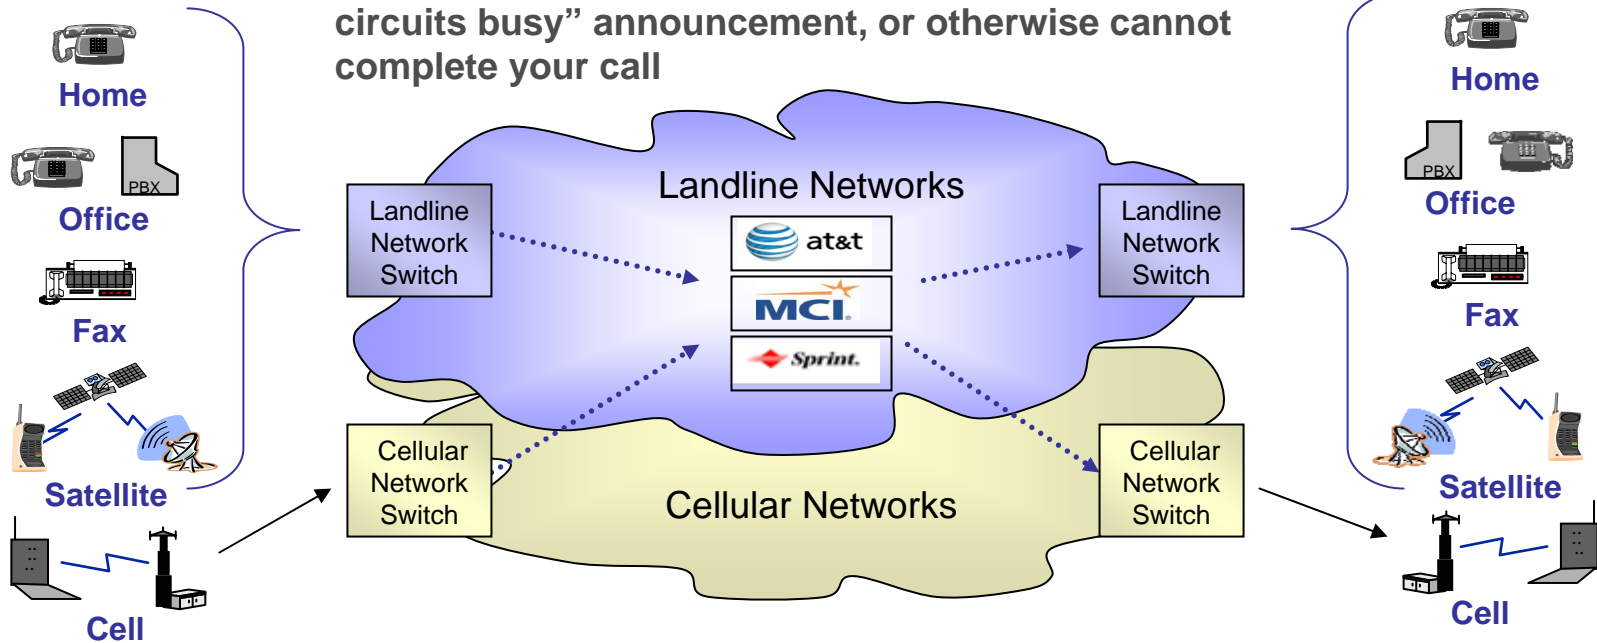 circuits busy” announcement, or otherwise cannot
complete your call
Home
PBX
Office
Fax
Satellite
Cell
Landline
Network
Switch
Cellular
Network
Switch
Landline Networks
at&t
MCI.
Sprint.
Cellular Networks
Landline
Network
Switch
Cellular
Network
Switch
Home
PBX
Office
Fax
Satellite
Cell